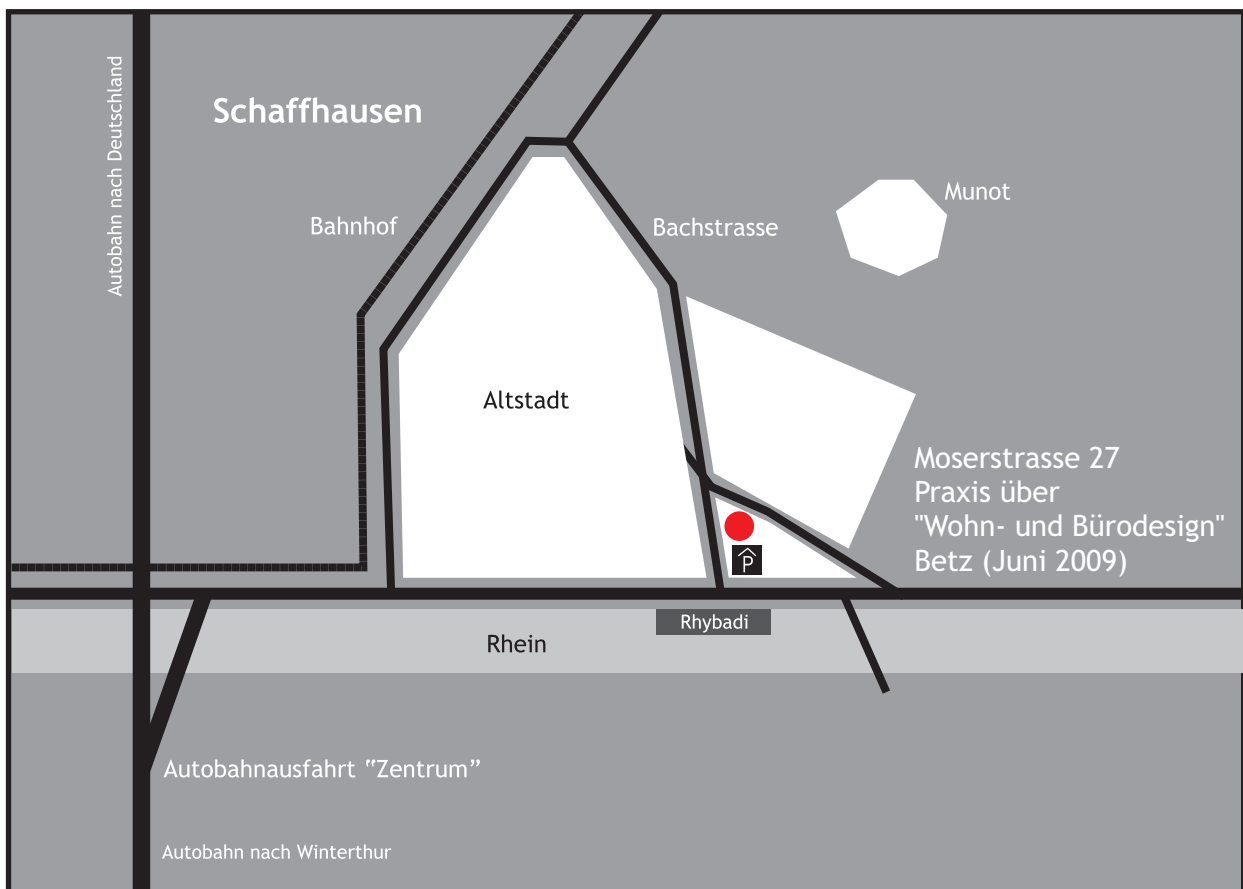 Autobahn nach Deutschland
Schaffhausen
Munot
Bahnhof
Bachstrasse
Altstadt
Moserstrasse 27
Praxis über
"Wohn- und Bürodesign"
Betz (Juni 2009)
P
Rhybadi
Rhein
Autobahnausfahrt “Zentrum”
Autobahn nach Winterthur